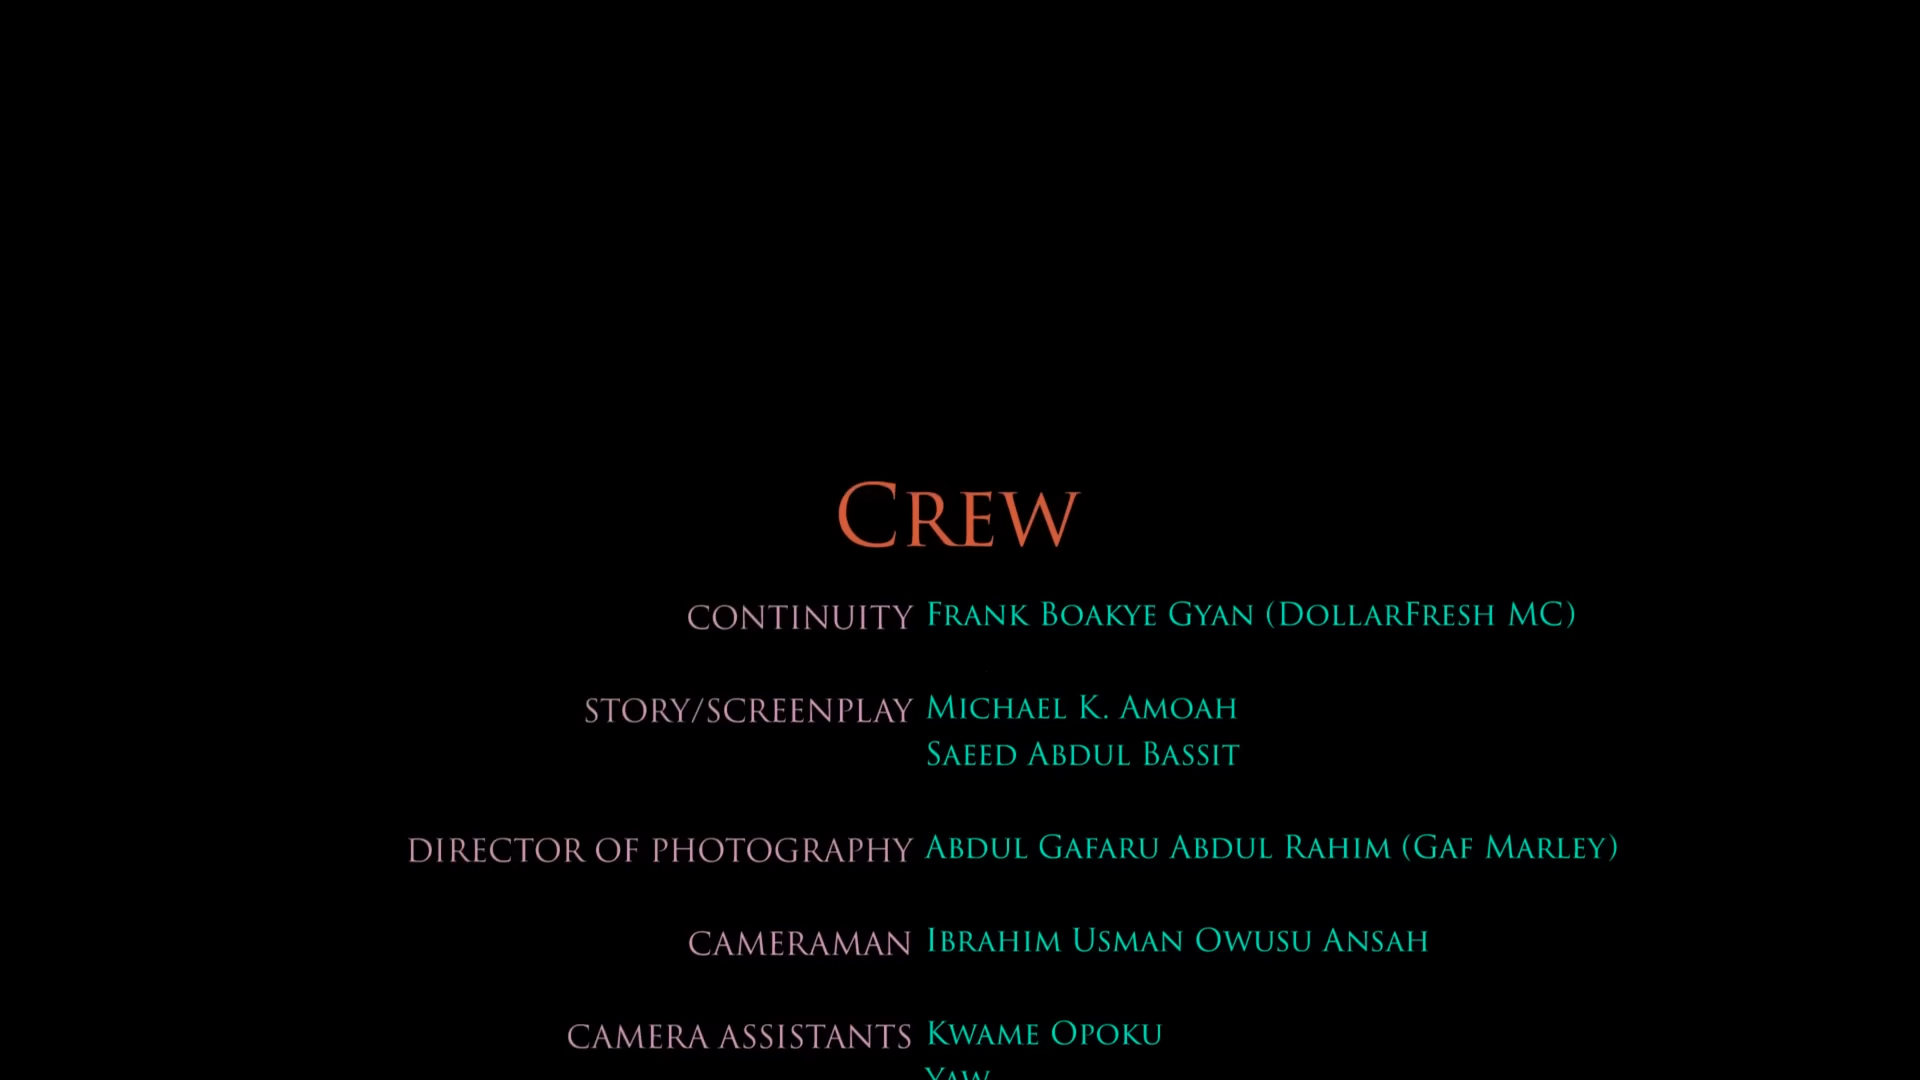 Crew
CONTINUITY Frank Boakye Gyan (DollarFresh MC)
STORY/SCREENPLAY Michael K. Amoah
Saeed Abdul Bassit
DIRECTOR OF PHOTOGRAPHY Abdul Gafaru Abdul Rahim (Gaf Marley)
CAMERAMAN Ibrahim Usman Owusu Ansah
CAMERA ASSISTANTS Kwame Opoku
Yaw